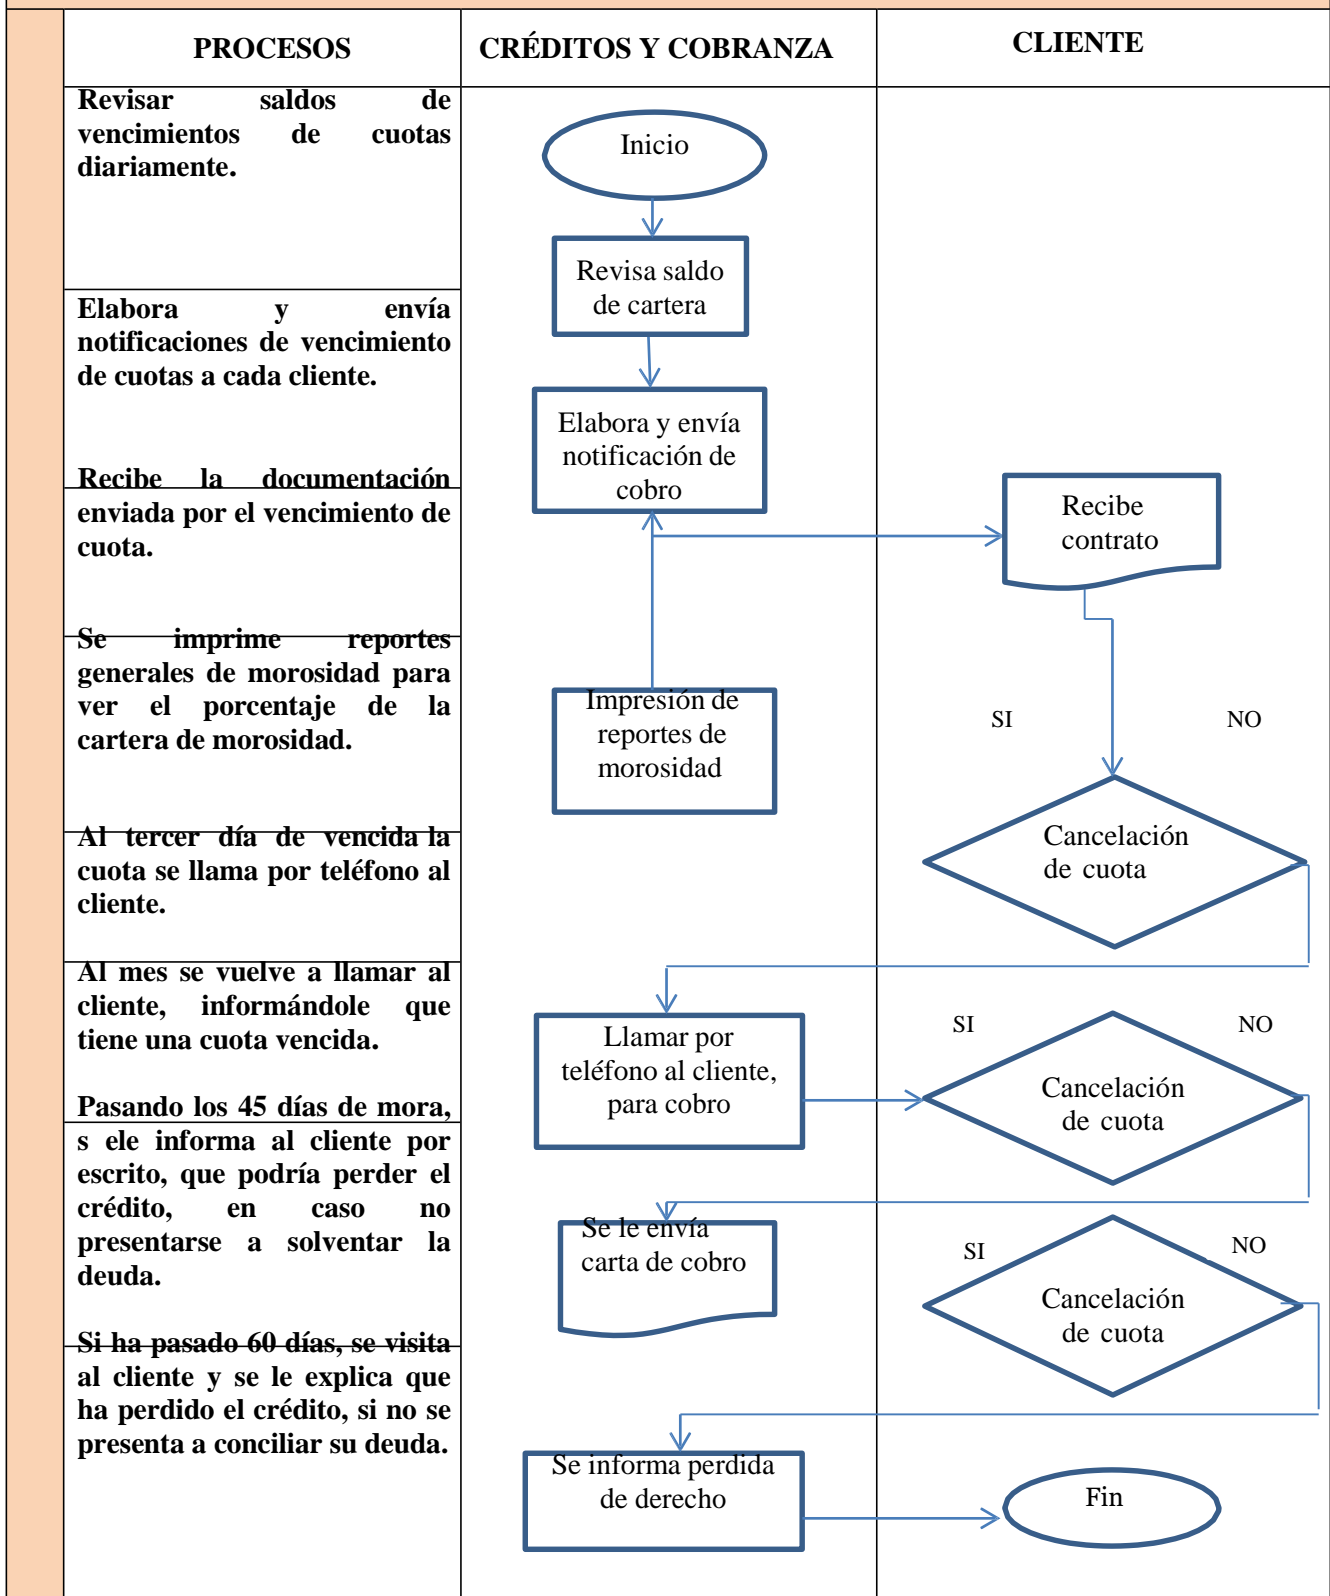 PROCESOS
CRÉDITOS Y COBRANZA
CLIENTE
Revisar saldos de
vencimientos de cuotas
diariamente.
Elabora y envía
notificaciones de vencimiento
de cuotas a cada cliente.
Recibe la documentación
enviada por el vencimiento de
cuota.
Se imprime reportes
generales de morosidad para
ver el porcentaje de la
cartera de morosidad.
Al tercer día de vencida la
cuota se llama por teléfono al
cliente.
Al mes se vuelve a llamar al
cliente, informándole que
tiene una cuota vencida.
Pasando los 45 días de mora,
s ele informa al cliente por
escrito, que podría perder el
crédito, en caso no
presentarse a solventar la
deuda.
Si ha pasado 60 días, se visita
al cliente y se le explica que
ha perdido el crédito, si no se
presenta a conciliar su deuda.
Inicio
Revisa saldo
de cartera
Elabora y envía
notificación de
cobro
Impresión de
reportes de
morosidad
Llamar por
teléfono al cliente,
para cobro
Se le envía
carta de cobro
Se informa perdida
de derecho
Recibe
contrato
SI
NO
Cancelación
de cuota
SI
NO
Cancelación
de cuota
SI
NO
Cancelación
de cuota
Fin